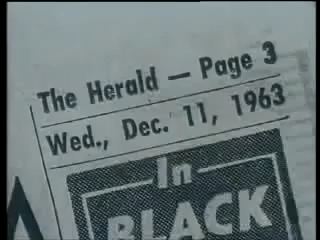 The Herald — Page 3
Wed., Dec. 11, 1963
In
BLACK